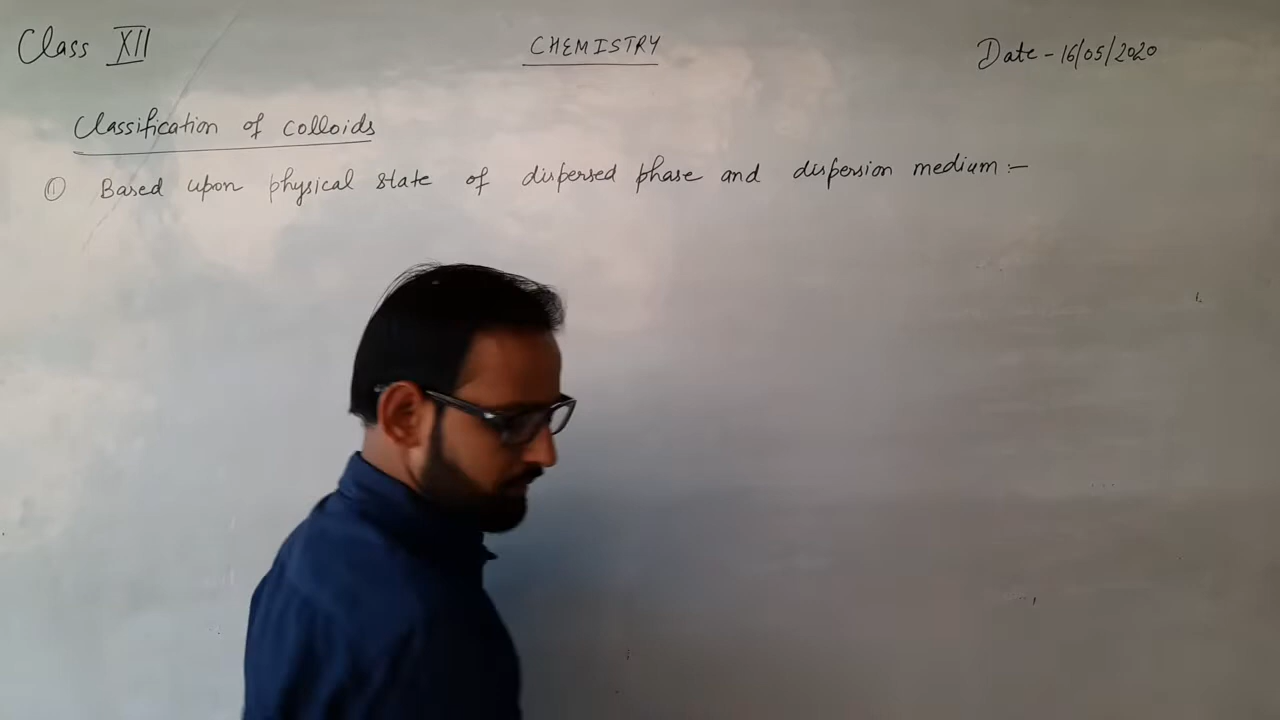 Class XII
CHEMISTRY
Date - 16/05/2020
Classification of colloids
① Based upon physical state of dispersed phase and dispersion medium :-